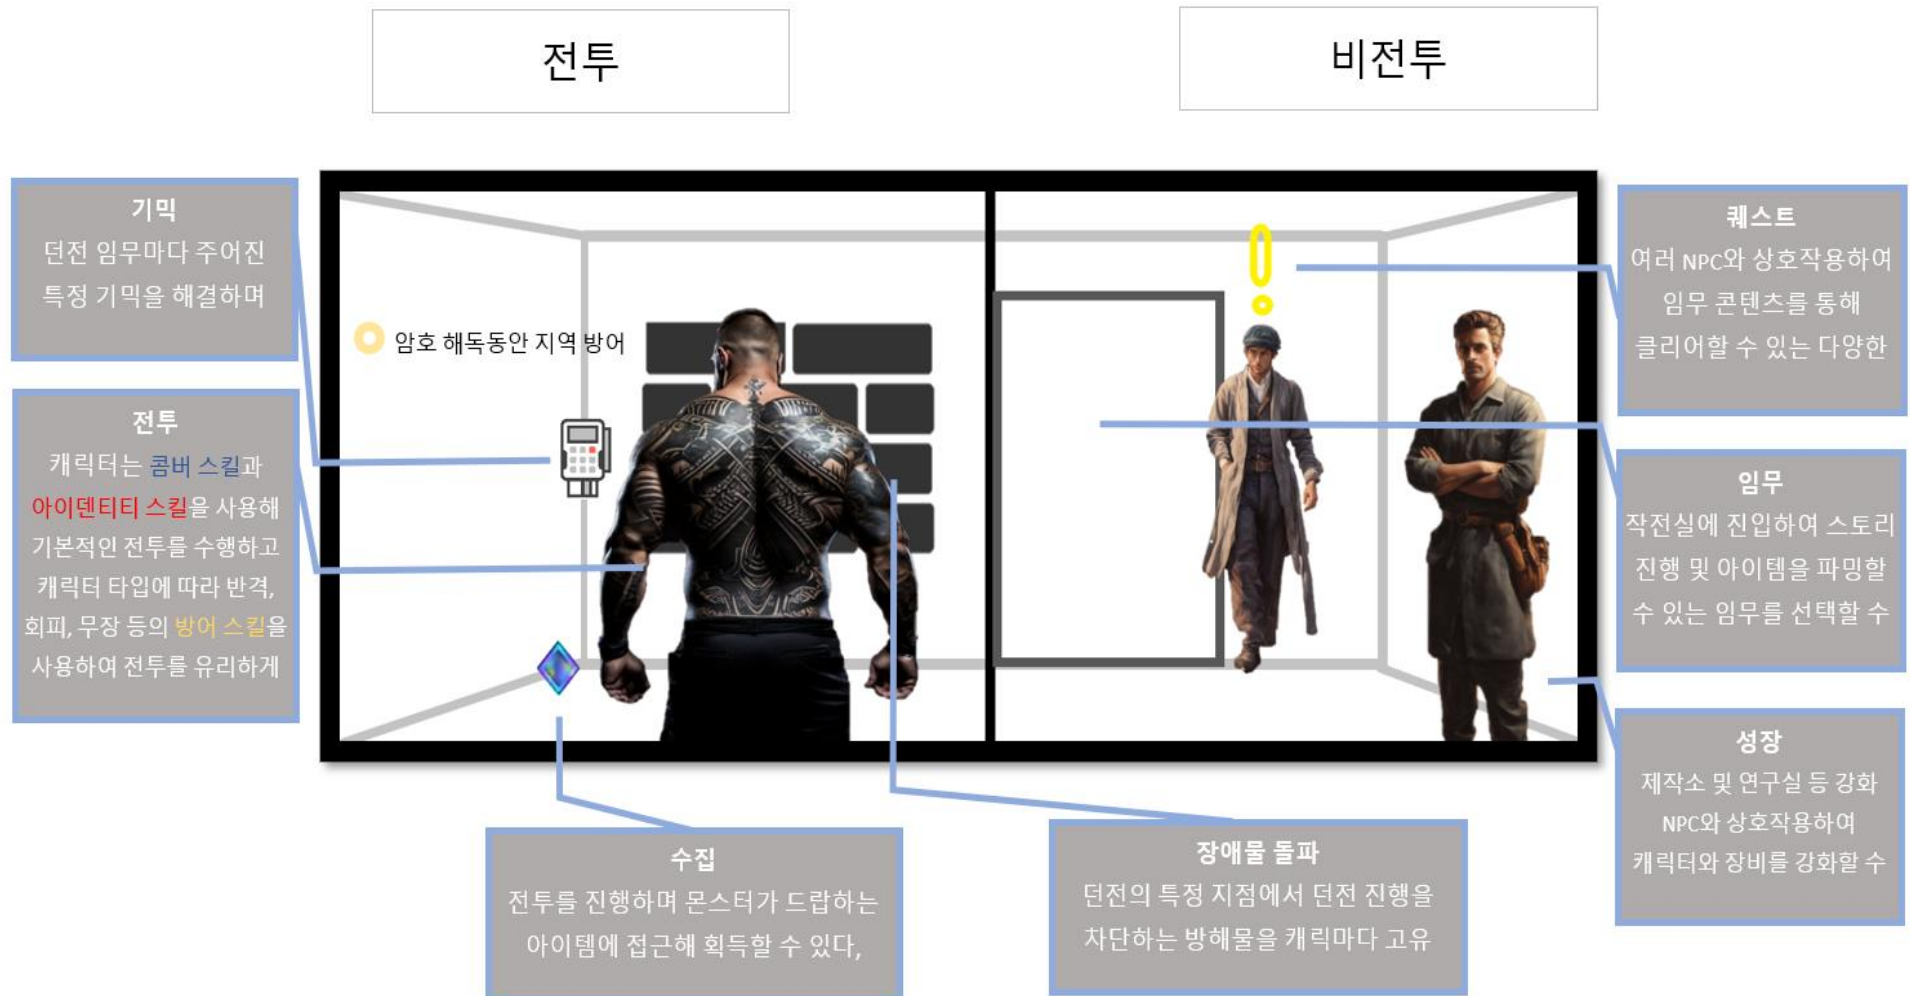 전투
비전투
기믹
던전 임무마다 주어진
특정 기믹을 해결하며
전투
캐릭터는 콤버 스킬과
아이덴티티 스킬을 사용해
기본적인 전투를 수행하고
캐릭터 타입에 따라 반격,
회피, 무장 등의 방어 스킬을
사용하여 전투를 유리하게
암호 해독동안 지역 방어
퀘스트
여러 NPC와 상호작용하여
임무 콘텐츠를 통해
클리어할 수 있는 다양한
임무
작전실에 진입하여 스토리
진행 및 아이템을 파밍할
수 있는 임무를 선택할 수
성장
제작소 및 연구실 등 강화
NPC와 상호작용하여
캐릭터와 장비를 강화할 수
수집
전투를 진행하며 몬스터가 드랍하는
아이템에 접근해 획득할 수 있다,
장애물 돌파
던전의 특정 지점에서 던전 진행을
차단하는 방해물을 캐릭마다 고유